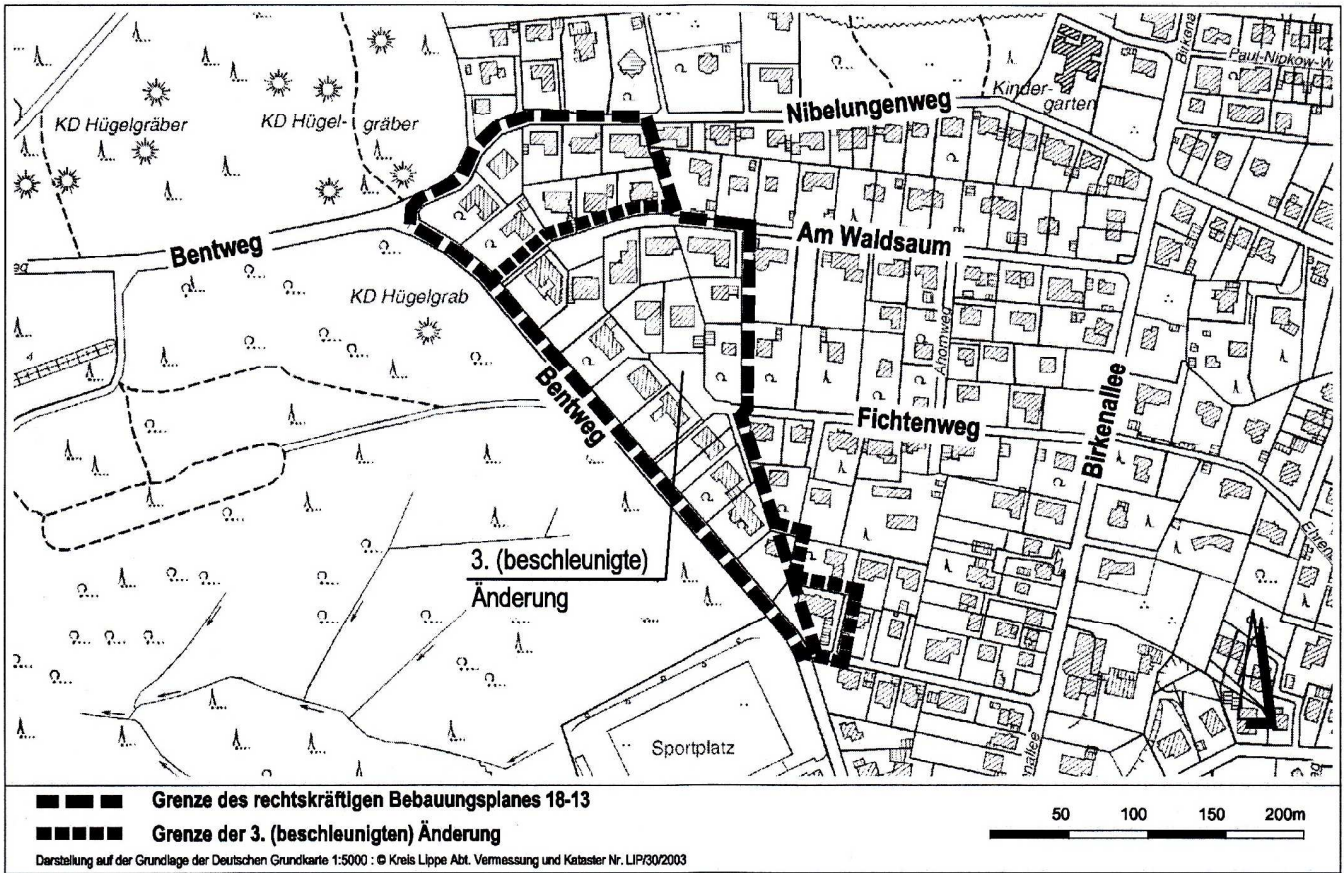 Paul-Nipkow-W
Birkena
Kinder-
garten
Nibelungenweg
KD Hügelgräber
KD Hügel- gräber
Bentweg
Am Waldsaum
KD Hügelgrab
Ahornweg
Bentweg
Fichtenweg
Birkenallee
Ehren
3. (beschleunigte)
Änderung
Sportplatz
enallee
Grenze des rechtskräftigen Bebauungsplanes 18-13
Grenze der 3. (beschleunigten) Änderung
50 100 150 200m
Darstellung auf der Grundlage der Deutschen Grundkarte 1:5000 : © Kreis Lippe Abt. Vermessung und Kataster Nr. LIP/30/2003